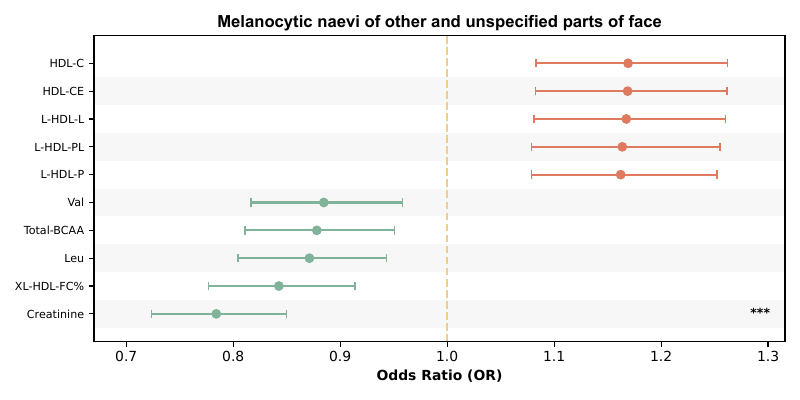 Melanocytic naevi of other and unspecified parts of face
HDL-C
HDL-CE
L-HDL-L
L-HDL-PL
L-HDL-P
Val
Total-BCAA
Leu
XL-HDL-FC%
Creatinine
***
0.7 0.8 0.9 1.0 1.1 1.2 1.3
Odds Ratio (OR)